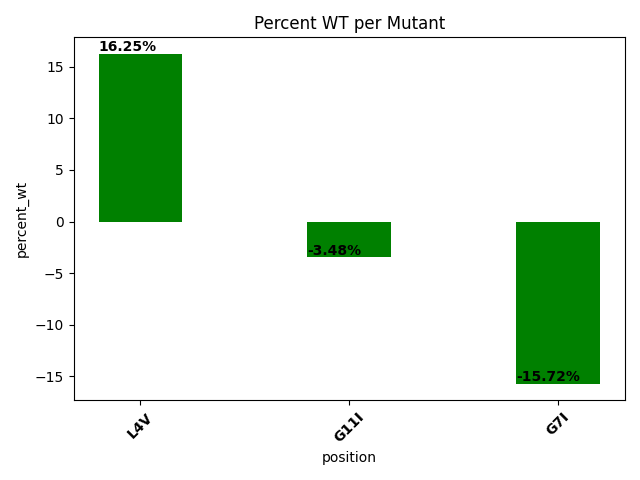 Percent WT per Mutant
16.25%
-3.48%
-15.72%
percent_wt
15
10
5
0
−5
−10
−15
L4V
G11I
G7I
position